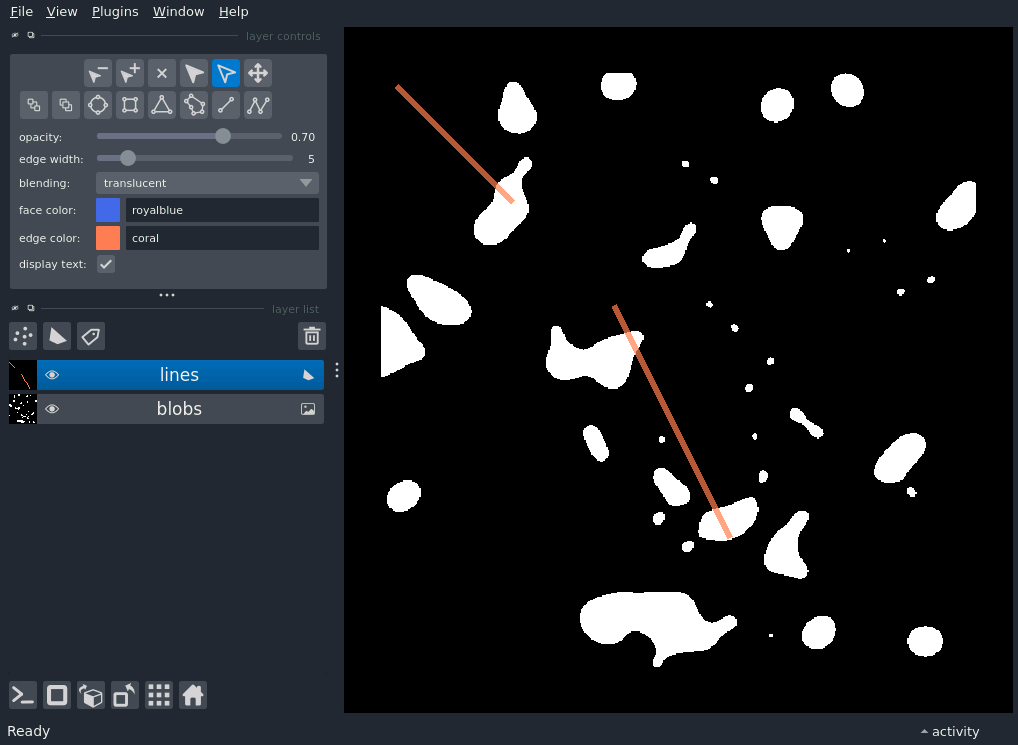 File View Plugins Window Help
layer controls
opacity: 0.70
edge width: 5
blending: translucent
face color: royalblue
edge color: coral
display text:
layer list
lines
blobs
Ready
activity